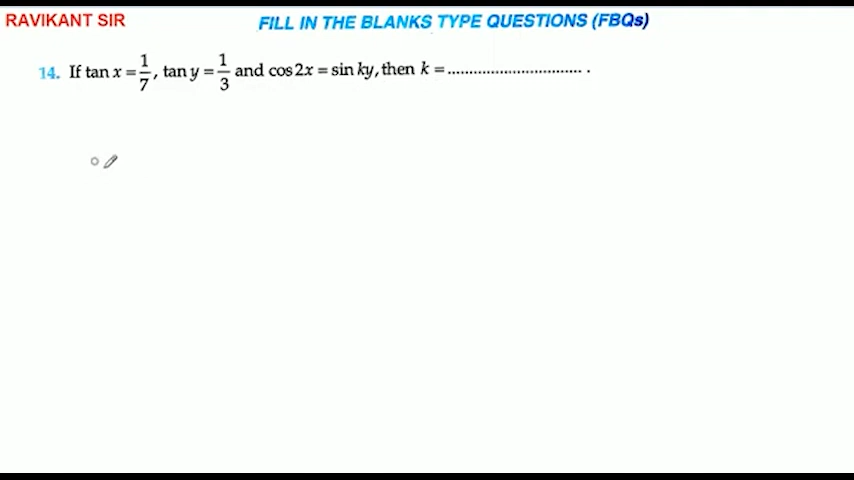 RAVIKANT SIR
FILL IN THE BLANKS TYPE QUESTIONS (FBQs)
14. If tan x = 1/7, tan y = 1/3 and cos 2x = sin ky, then k = ................................ .